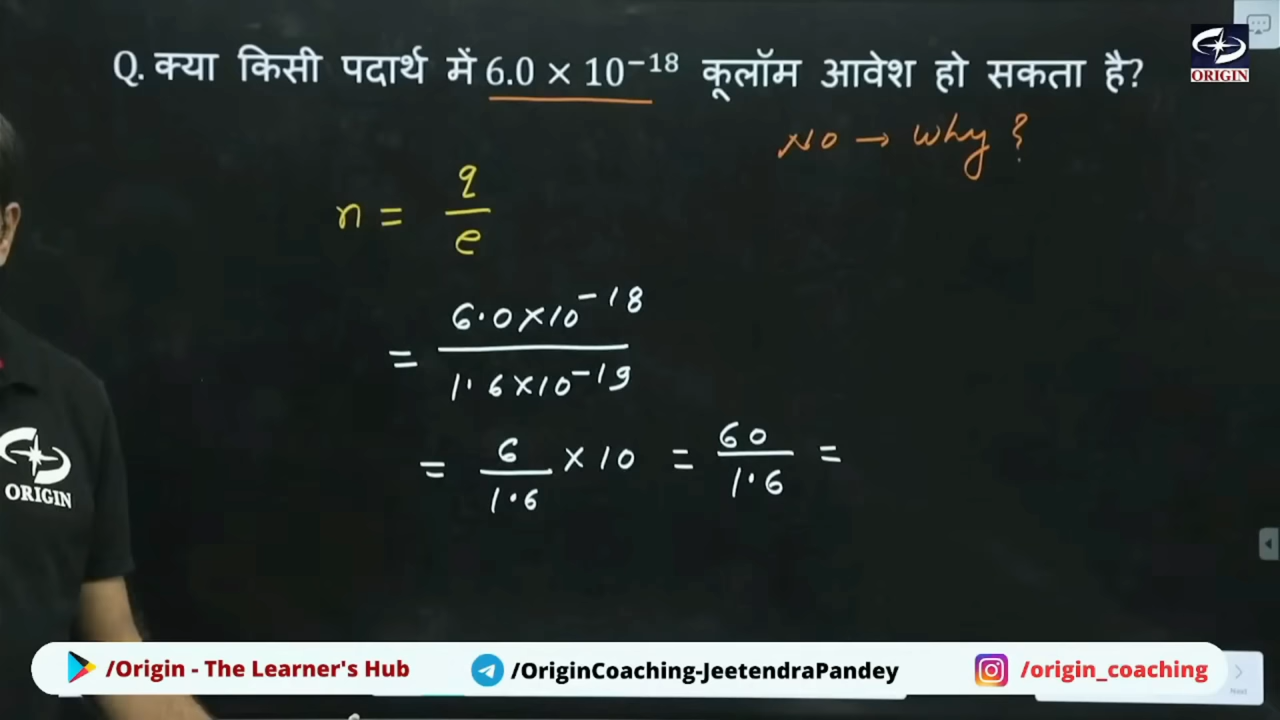 Q. क्या किसी पदार्थ में 6.0 × 10⁻¹⁸ कूलॉम आवेश हो सकता है?
ORIGIN
NO → Why ?
n = q/e
= 6.0×10⁻¹⁸ / 1.6×10⁻¹⁹
= 6/1.6 × 10 = 60/1.6 =
ORIGIN
/Origin - The Learner's Hub
/OriginCoaching-JeetendraPandey
/origin_coaching
Next